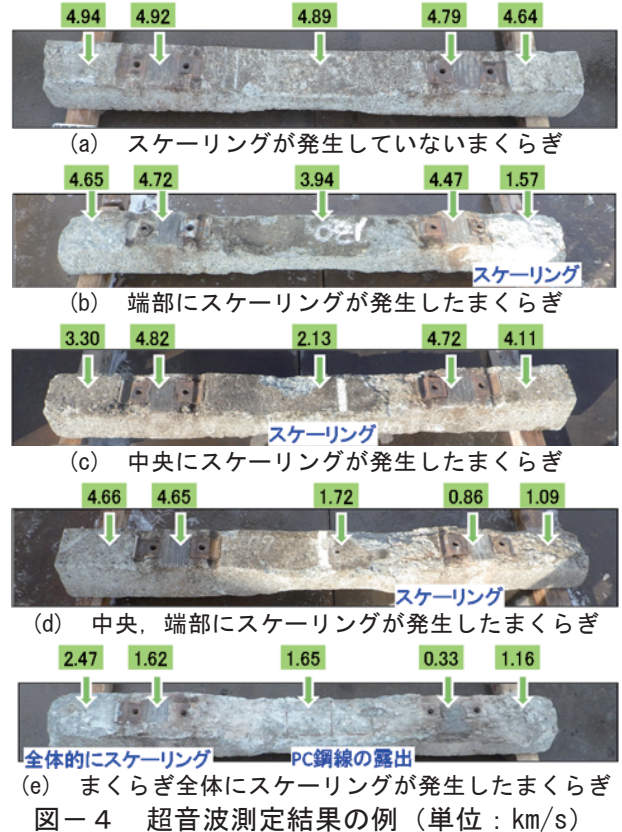 4.94 4.92 4.89 4.79 4.64
(a) スケーリングが発生していないまくらぎ
4.65 4.72 3.94 4.47 1.57
スケーリング
(b) 端部にスケーリングが発生したまくらぎ
3.30 4.82 2.13 4.72 4.11
スケーリング
(c) 中央にスケーリングが発生したまくらぎ
4.66 4.65 1.72 0.86 1.09
スケーリング
(d) 中央，端部にスケーリングが発生したまくらぎ
2.47 1.62 1.65 0.33 1.16
全体的にスケーリング PC鋼線の露出
(e) まくらぎ全体にスケーリングが発生したまくらぎ
図－４ 超音波測定結果の例（単位：km/s）